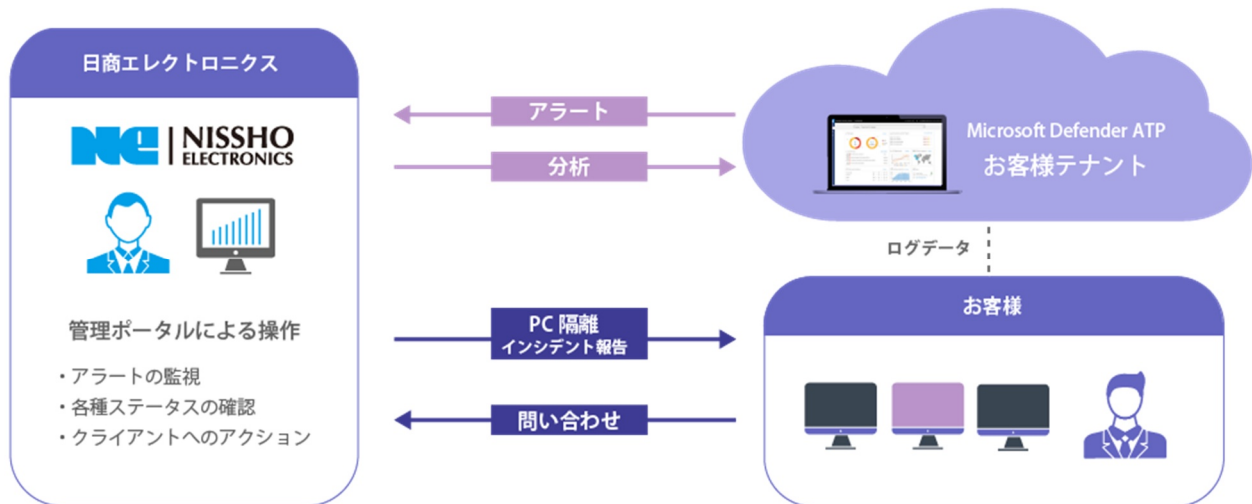 日商エレクトロニクス
Ne NISSHO
ELECTRONICS
管理ポータルによる操作
・アラートの監視
・各種ステータスの確認
・クライアントへのアクション
アラート
分析
Microsoft Defender ATP
お客様テナント
ログデータ
PC 隔離
インシデント報告
問い合わせ
お客様